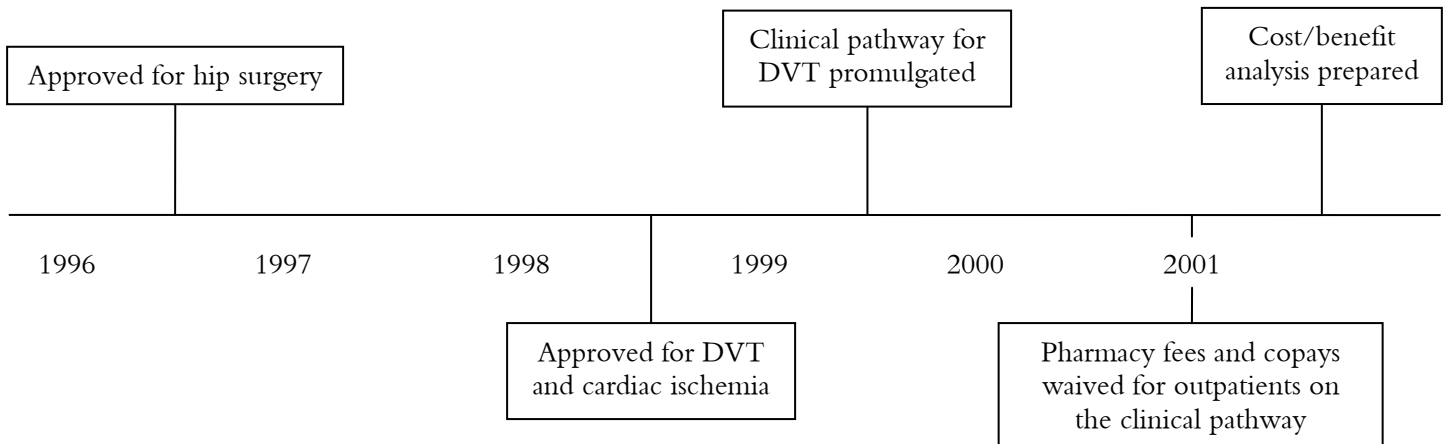 Approved for hip surgery
Clinical pathway for
DVT promulgated
Cost/benefit
analysis prepared
1996
1997
1998
1999
2000
2001
Approved for DVT
and cardiac ischemia
Pharmacy fees and copays
waived for outpatients on
the clinical pathway